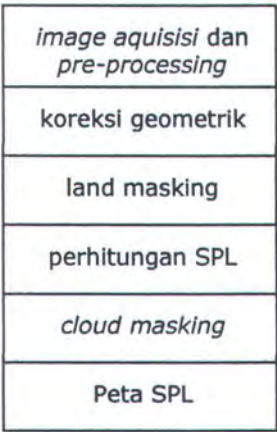 image aquisisi dan
pre-processing
koreksi geometrik
land masking
perhitungan SPL
cloud masking
Peta SPL